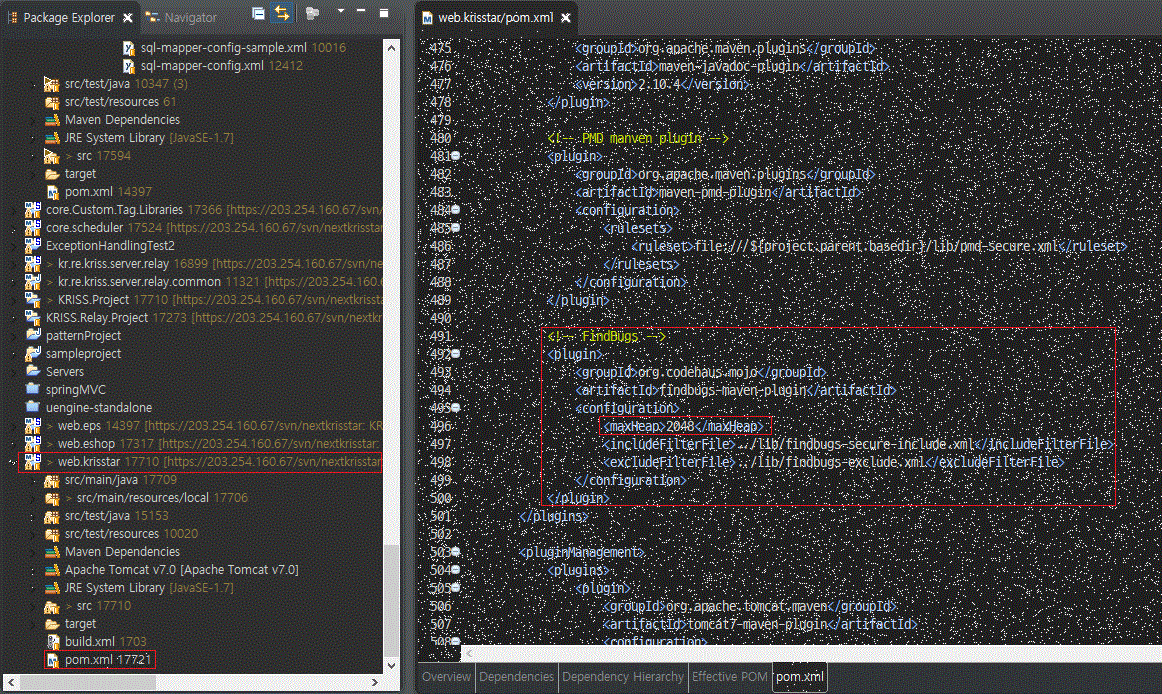 Package Explorer
Navigator
sql-mapper-config-sample.xml 10016
sql-mapper-config.xml 12412
src/test/java 10347 (3)
src/test/resources 61
Maven Dependencies
JRE System Library [JavaSE-1.7]
> src 17594
target
pom.xml 14397
core.Custom.Tag.Libraries 17366 [https://203.254.160.67/svn/
core.scheduler 17524 [https://203.254.160.67/svn/nextkrisstar
ExceptionHandlingTest2
> kr.re.kriss.server.relay 16899 [https://203.254.160.67/svn/ne
> kr.re.kriss.server.relay.common 11321 [https://203.254.160.
> KRISS.Project 17710 [https://203.254.160.67/svn/nextkrissta
KRISS.Relay.Project 17273 [https://203.254.160.67/svn/nextkr
patternProject
sampleproject
Servers
springMVC
uengine-standalone
> web.eps 14397 [https://203.254.160.67/svn/nextkrisstar: KR
> web.eshop 17317 [https://203.254.160.67/svn/nextkrisstar:
> web.krisstar 17710 [https://203.254.160.67/svn/nextkrisstar
src/main/java 17709
> src/main/resources/local 17706
src/test/java 15153
src/test/resources 10020
Maven Dependencies
Apache Tomcat v7.0 [Apache Tomcat v7.0]
JRE System Library [JavaSE-1.7]
> src 17710
target
build.xml 1703
pom.xml 17721
web.krisstar/pom.xml
475 <groupId>org.apache.maven.plugins</groupId>
476 <artifactId>maven-javadoc-plugin</artifactId>
477 <version>2.10.4</version>
478 </plugin>
479
480 <!-- PMD manven plugin -->
481 <plugin>
482 <groupId>org.apache.maven.plugins</groupId>
483 <artifactId>maven-pmd-plugin</artifactId>
484 <configuration>
485 <rulesets>
486 <ruleset>file:///${project.parent.basedir}/lib/pmd-secure.xml</ruleset>
487 </rulesets>
488 </configuration>
489 </plugin>
490
491 <!-- FindBugs -->
492 <plugin>
493 <groupId>org.codehaus.mojo</groupId>
494 <artifactId>findbugs-maven-plugin</artifactId>
495 <configuration>
496 <maxHeap>2048</maxHeap>
497 <includeFilterFile>../lib/findbugs-secure-include.xml</includeFilterFile>
498 <excludeFilterFile>../lib/findbugs-exclude.xml</excludeFilterFile>
499 </configuration>
500 </plugin>
501 </plugins>
502
503 <pluginManagement>
504 <plugins>
505 <plugin>
506 <groupId>org.apache.tomcat.maven</groupId>
507 <artifactId>tomcat7-maven-plugin</artifactId>
508 <configuration>
Overview
Dependencies
Dependency Hierarchy
Effective POM
pom.xml